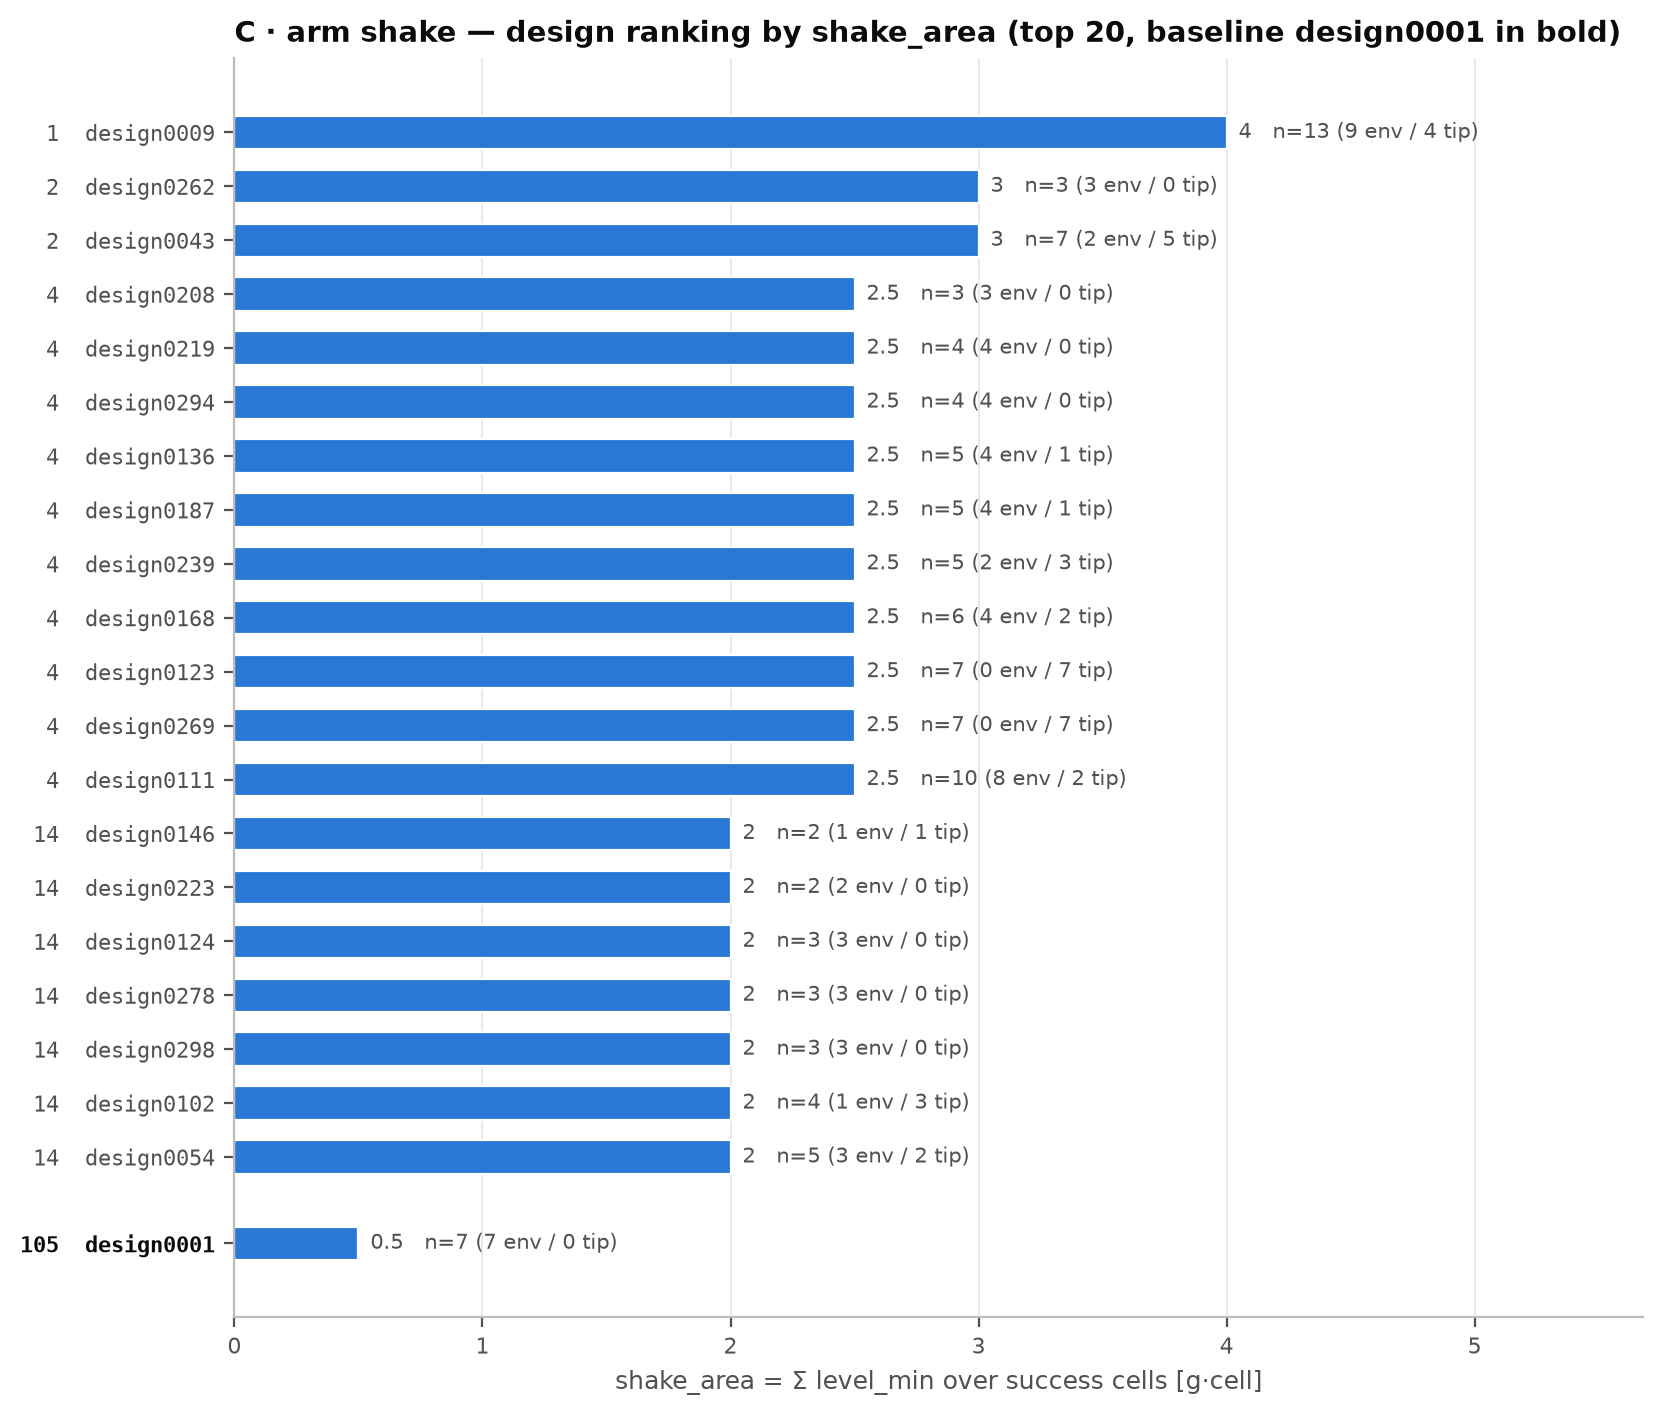 C · arm shake — design ranking by shake_area (top 20, baseline design0001 in bold)
1 design0009 4 n=13 (9 env / 4 tip)
2 design0262 3 n=3 (3 env / 0 tip)
2 design0043 3 n=7 (2 env / 5 tip)
4 design0208 2.5 n=3 (3 env / 0 tip)
4 design0219 2.5 n=4 (4 env / 0 tip)
4 design0294 2.5 n=4 (4 env / 0 tip)
4 design0136 2.5 n=5 (4 env / 1 tip)
4 design0187 2.5 n=5 (4 env / 1 tip)
4 design0239 2.5 n=5 (2 env / 3 tip)
4 design0168 2.5 n=6 (4 env / 2 tip)
4 design0123 2.5 n=7 (0 env / 7 tip)
4 design0269 2.5 n=7 (0 env / 7 tip)
4 design0111 2.5 n=10 (8 env / 2 tip)
14 design0146 2 n=2 (1 env / 1 tip)
14 design0223 2 n=2 (2 env / 0 tip)
14 design0124 2 n=3 (3 env / 0 tip)
14 design0278 2 n=3 (3 env / 0 tip)
14 design0298 2 n=3 (3 env / 0 tip)
14 design0102 2 n=4 (1 env / 3 tip)
14 design0054 2 n=5 (3 env / 2 tip)
105 design0001 0.5 n=7 (7 env / 0 tip)
0 1 2 3 4 5
shake_area = Σ level_min over success cells [g·cell]